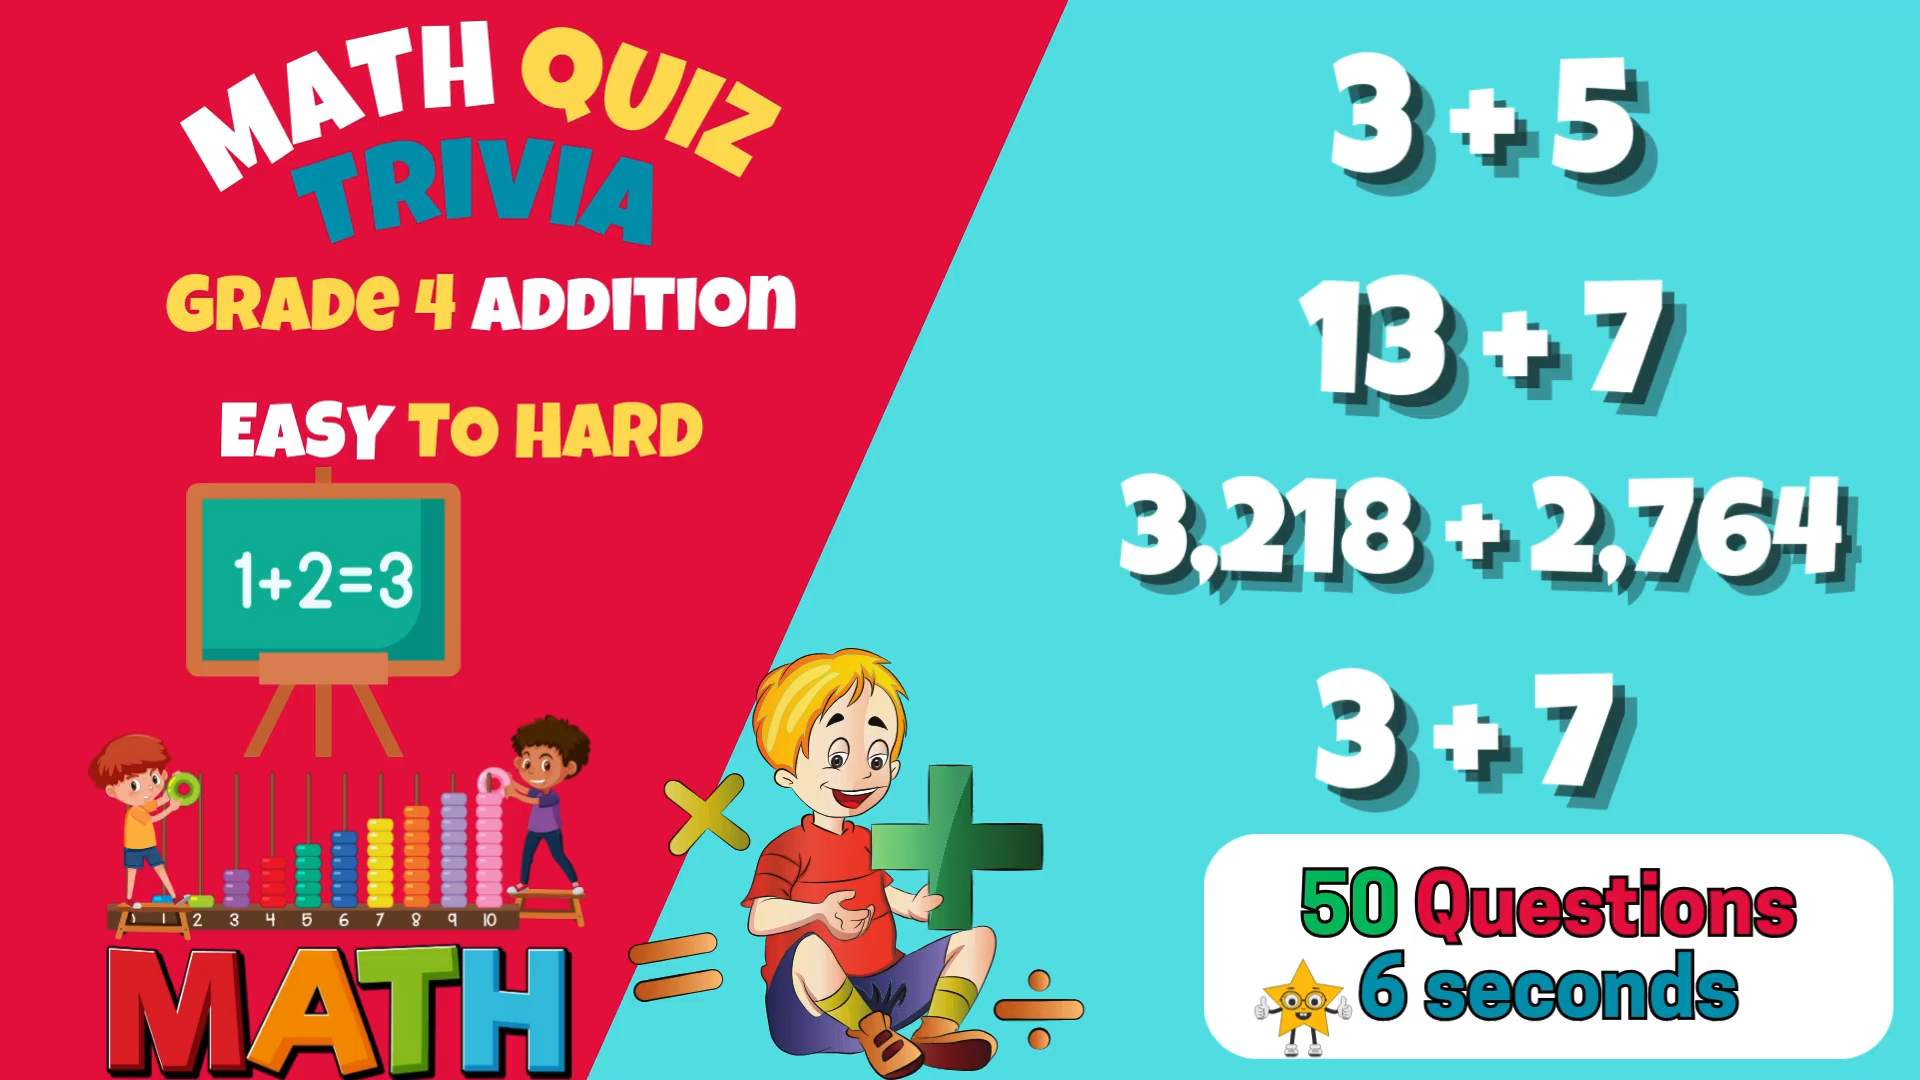 MATH QUIZ
TRIVIA
GRADe 4 ADDITIOn
EASY TO HARD
1+2=3
1 2 3 4 5 6 7 8 9 10
MATH
3 + 5
13 + 7
3,218 + 2,764
3 + 7
50 Questions
6 seconds